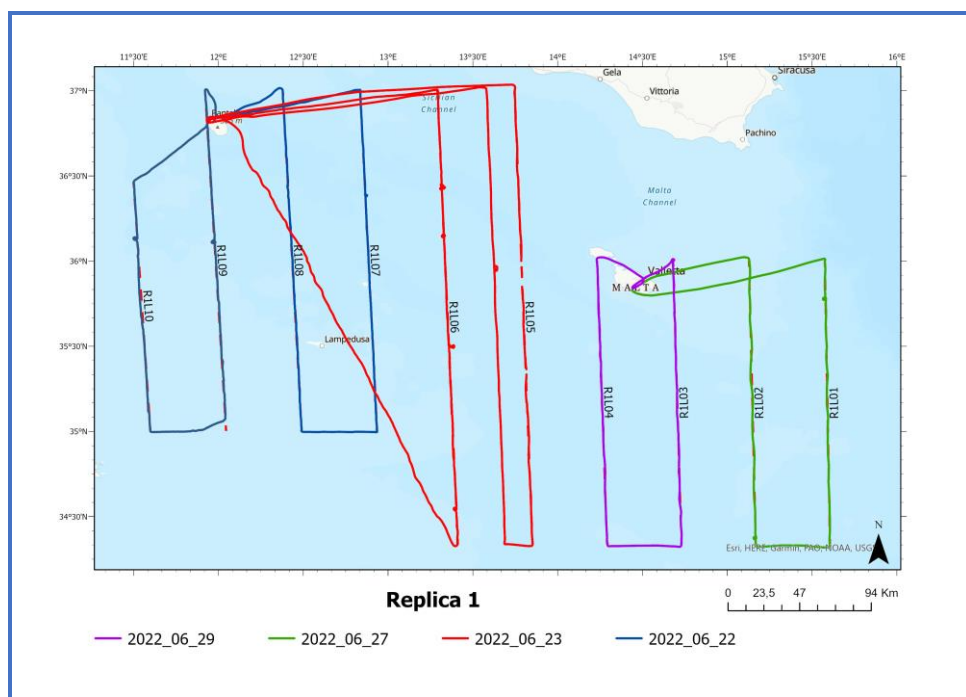 11°30'E 12°E 12°30'E 13°E 13°30'E 14°E 14°30'E 15°E 15°30'E 16°E
Siracusa
Gela
37°N
Vittoria
Sicilian
Channel
Pachino
36°30'N
Malta
Channel
36°N
Valletta
MALTA
R1L10
R1L09
R1L08
R1L07
R1L06
R1L05
R1L04
R1L03
R1L02
R1L01
35°30'N
Lampedusa
35°N
34°30'N
N
Esri, HERE, Garmin, FAO, NOAA, USG
Replica 1
0 23,5 47 94 Km
2022_06_29 2022_06_27 2022_06_23 2022_06_22